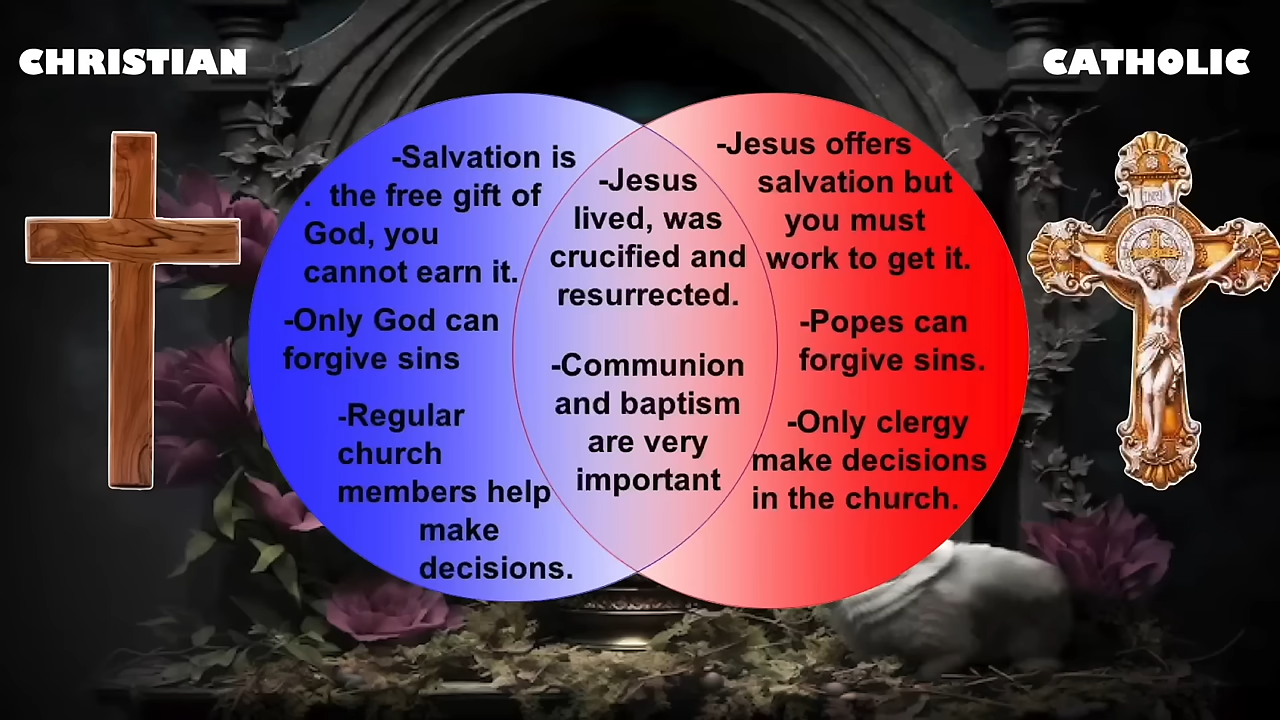 CHRISTIAN
CATHOLIC
-Salvation is
. the free gift of
God, you
cannot earn it.
-Only God can
forgive sins
-Regular
church
members help
make
decisions.
-Jesus
lived, was
crucified and
resurrected.
-Communion
and baptism
are very
important
-Jesus offers
salvation but
you must
work to get it.
-Popes can
forgive sins.
-Only clergy
make decisions
in the church.